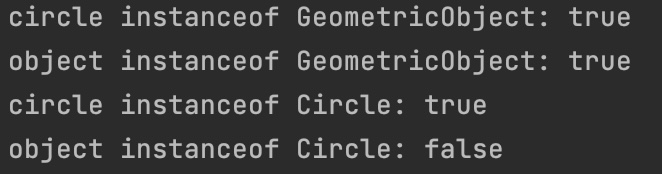 circle instanceof GeometricObject: true
object instanceof GeometricObject: true
circle instanceof Circle: true
object instanceof Circle: false